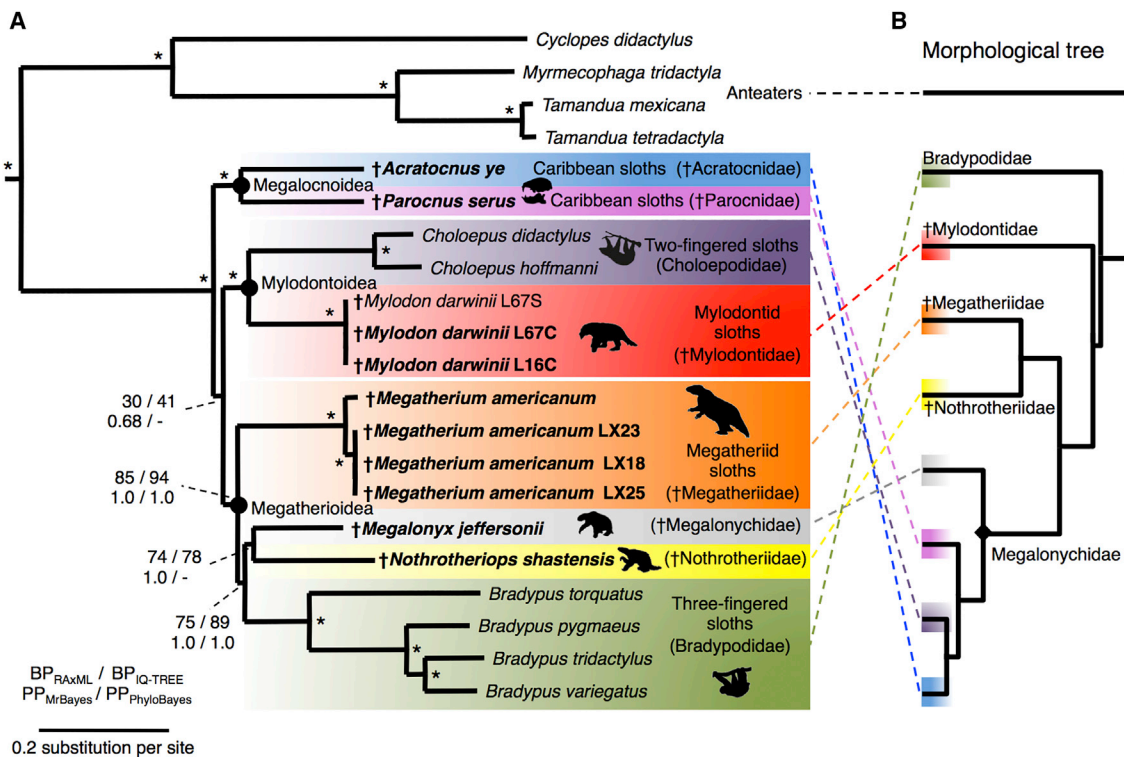 A
B
Cyclopes didactylus
Morphological tree
*
Myrmecophaga tridactyla
*
Anteaters
*
Tamandua mexicana
*
Tamandua tetradactyla
*
*
†Acratocnus ye Caribbean sloths (†Acratocnidae)
Bradypodidae
Megalocnoidea
†Parocnus serus Caribbean sloths (†Parocnidae)
Choloepus didactylus
Two-fingered sloths
(Choloepodidae)
†Mylodontidae
*
Choloepus hoffmanni
*
*
Mylodontoidea
†Mylodon darwinii L67S
Mylodontid
sloths
(†Mylodontidae)
†Megatheriidae
*
†Mylodon darwinii L67C
†Mylodon darwinii L16C
30 / 41
0.68 / -
†Megatherium americanum
†Nothrotheriidae
*
†Megatherium americanum LX23
Megatheriid
sloths
(†Megatheriidae)
*
†Megatherium americanum LX18
†Megatherium americanum LX25
85 / 94
1.0 / 1.0
Megatherioidea
†Megalonyx jeffersonii (†Megalonychidae)
Megalonychidae
74 / 78
1.0 / -
†Nothrotheriops shastensis (†Nothrotheriidae)
75 / 89
1.0 / 1.0
Bradypus torquatus
Three-fingered
sloths
(Bradypodidae)
*
Bradypus pygmaeus
*
Bradypus tridactylus
*
Bradypus variegatus
BPRAxML / BPIQ-TREE
PPMrBayes / PPPhyloBayes
0.2 substitution per site